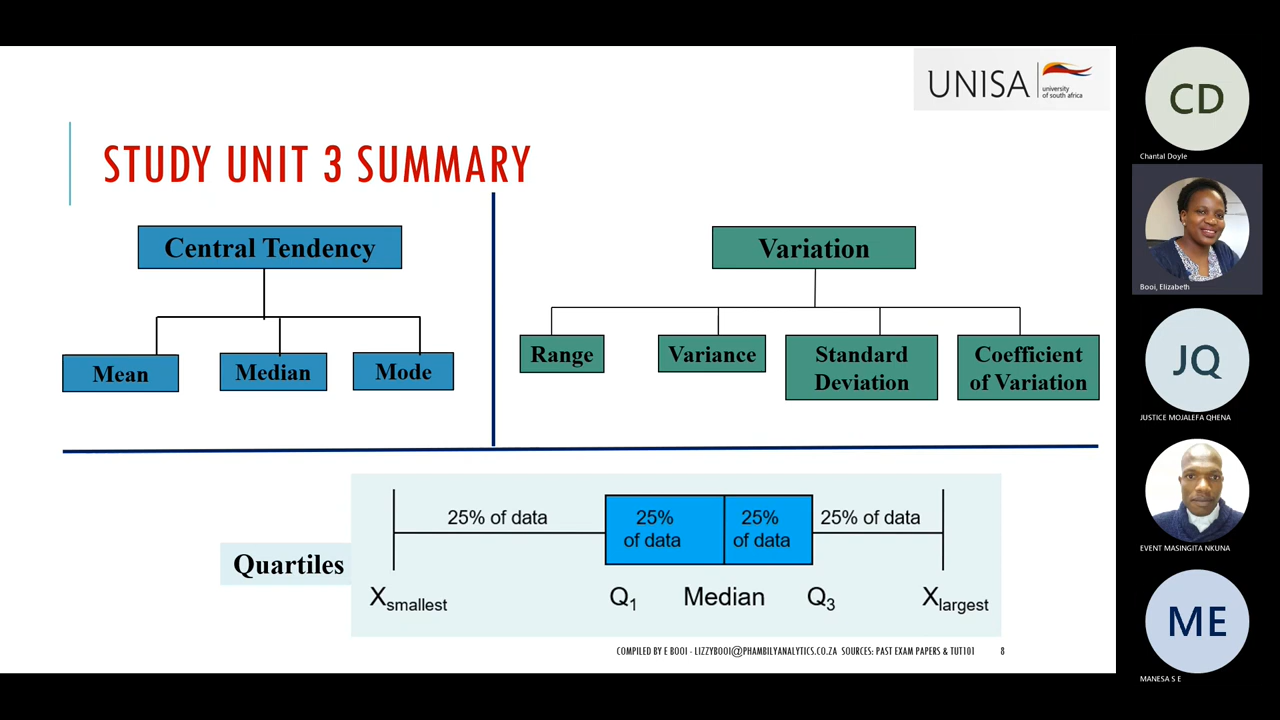 UNISA
university
of south africa
STUDY UNIT 3 SUMMARY
Central Tendency
Mean
Median
Mode
Variation
Range
Variance
Standard
Deviation
Coefficient
of Variation
Quartiles
25% of data
25%
of data
25%
of data
25% of data
Xsmallest
Q1
Median
Q3
Xlargest
COMPILED BY E BOOI - LIZZYBOOI@PHAMBILYANALYTICS.CO.ZA SOURCES: PAST EXAM PAPERS & TUT101
8
CD
Chantal Doyle
Booi, Elizabeth
JQ
JUSTICE MOJALEFA QHENA
EVENT MASINGITA NKUNA
ME
MANESA S E